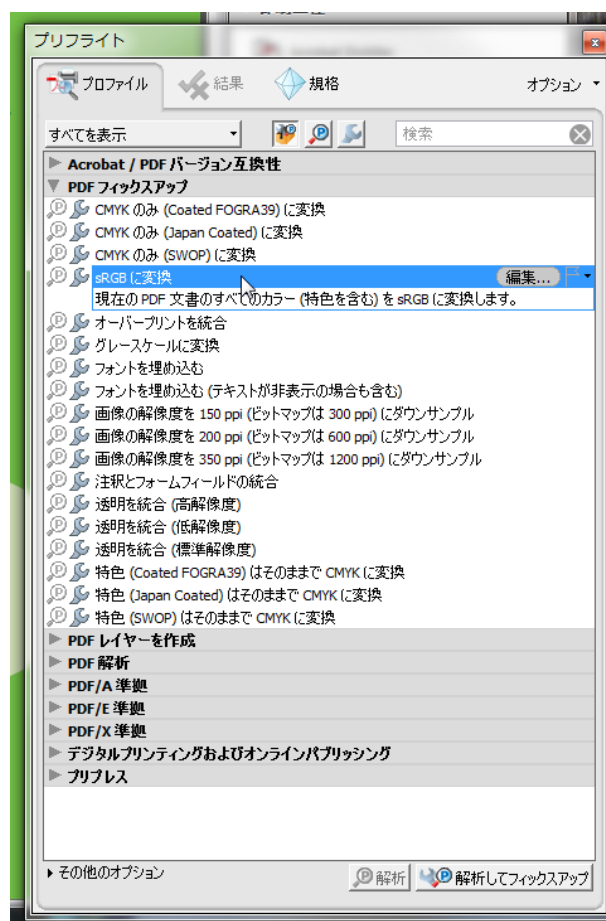 プリフライト
プロファイル 結果 規格 オプション
すべてを表示 検索
Acrobat / PDF バージョン互換性
PDF フィックスアップ
CMYK のみ (Coated FOGRA39) に変換
CMYK のみ (Japan Coated) に変換
CMYK のみ (SWOP) に変換
sRGB に変換 編集...
現在の PDF 文書のすべてのカラー (特色を含む) を sRGB に変換します。
オーバープリントを統合
グレースケールに変換
フォントを埋め込む
フォントを埋め込む (テキストが非表示の場合も含む)
画像の解像度を 150 ppi (ビットマップは 300 ppi) にダウンサンプル
画像の解像度を 200 ppi (ビットマップは 600 ppi) にダウンサンプル
画像の解像度を 350 ppi (ビットマップは 1200 ppi) にダウンサンプル
注釈とフォームフィールドの統合
透明を統合 (高解像度)
透明を統合 (低解像度)
透明を統合 (標準解像度)
特色 (Coated FOGRA39) はそのままで CMYK に変換
特色 (Japan Coated) はそのままで CMYK に変換
特色 (SWOP) はそのままで CMYK に変換
PDF レイヤーを作成
PDF 解析
PDF/A 準拠
PDF/E 準拠
PDF/X 準拠
デジタルプリンティングおよびオンラインパブリッシング
プリプレス
その他のオプション 解析 解析してフィックスアップ